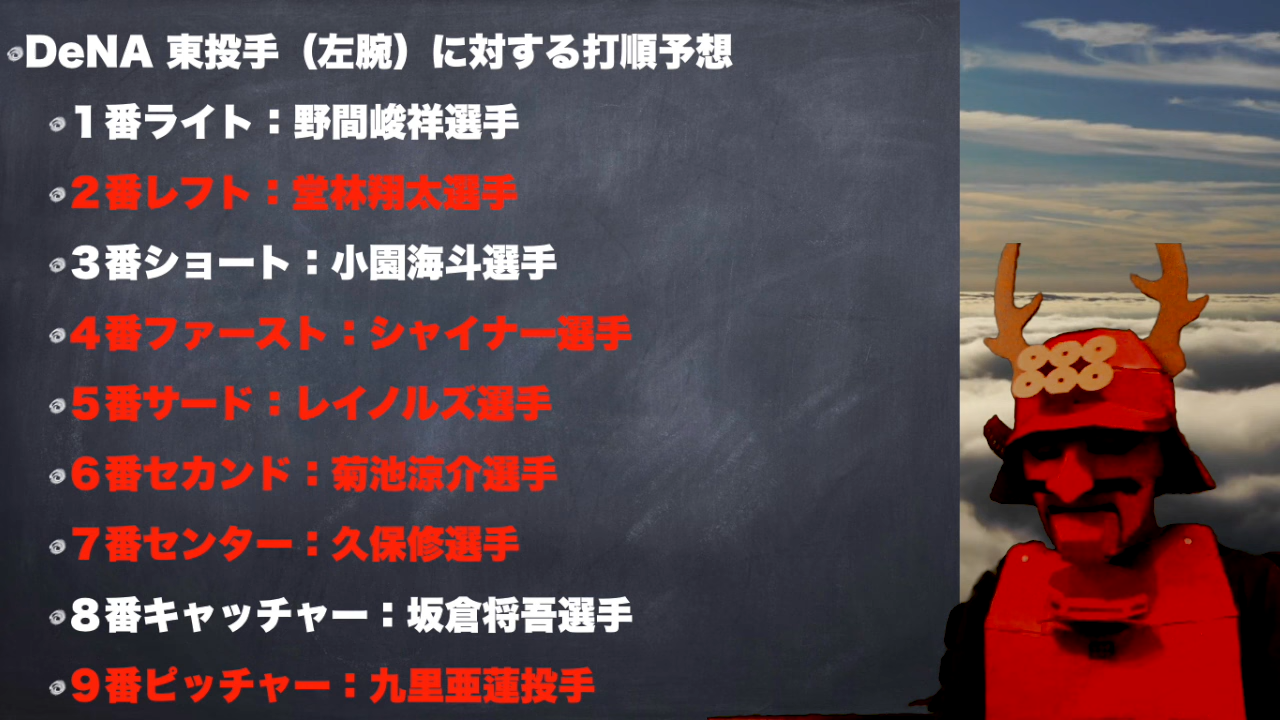 DeNA 東投手（左腕）に対する打順予想
１番ライト：野間峻祥選手
２番レフト：堂林翔太選手
３番ショート：小園海斗選手
４番ファースト：シャイナー選手
５番サード：レイノルズ選手
６番セカンド：菊池涼介選手
７番センター：久保修選手
８番キャッチャー：坂倉将吾選手
９番ピッチャー：九里亜蓮投手